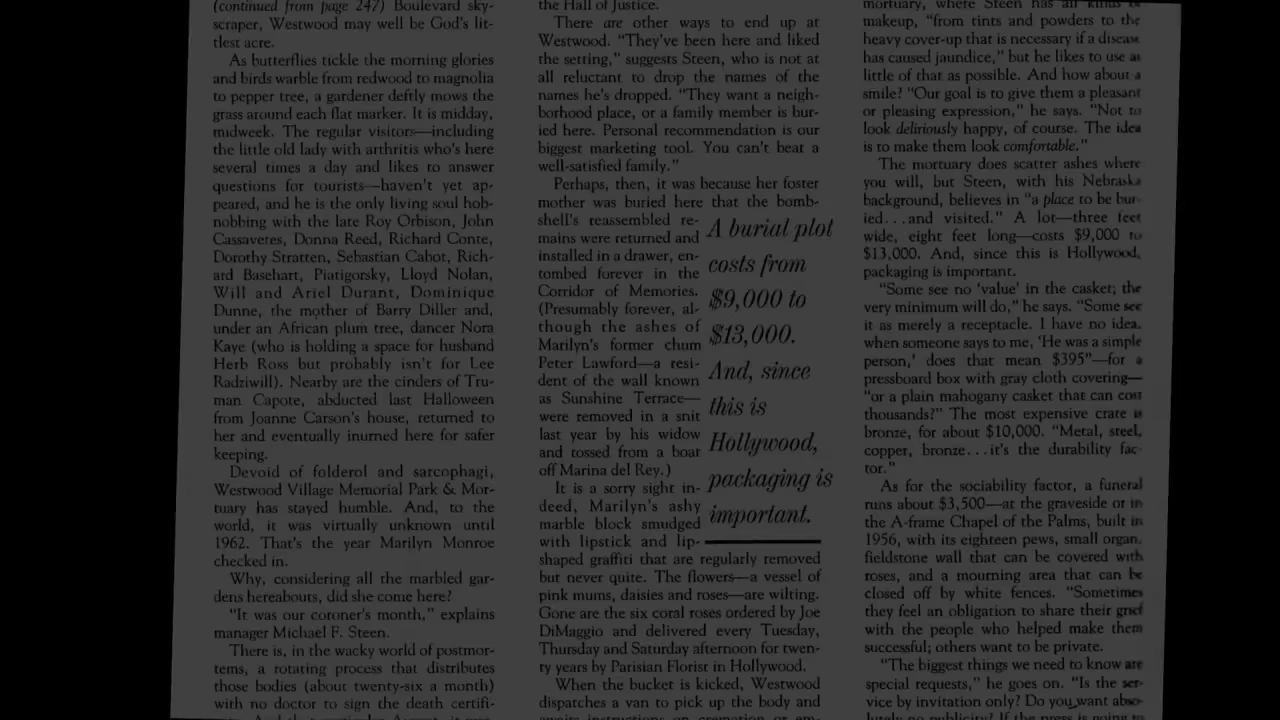 (continued from page 247) Boulevard sky-
scraper, Westwood may well be God's lit-
tlest acre.
As butterflies tickle the morning glories
and birds warble from redwood to magnolia
to pepper tree, a gardener deftly mows the
grass around each flat marker. It is midday,
midweek. The regular visitors—including
the little old lady with arthritis who's here
several times a day and likes to answer
questions for tourists—haven't yet ap-
peared, and he is the only living soul hob-
nobbing with the late Roy Orbison, John
Cassavetes, Donna Reed, Richard Conte,
Dorothy Stratten, Sebastian Cabot, Rich-
ard Basehart, Piatigorsky, Lloyd Nolan,
Will and Ariel Durant, Dominique
Dunne, the mother of Barry Diller and,
under an African plum tree, dancer Nora
Kaye (who is holding a space for husband
Herb Ross but probably isn't for Lee
Radziwill). Nearby are the cinders of Tru-
man Capote, abducted last Halloween
from Joanne Carson's house, returned to
her and eventually inurned here for safer
keeping.
Devoid of folderol and sarcophagi,
Westwood Village Memorial Park & Mor-
tuary has stayed humble. And, to the
world, it was virtually unknown until
1962. That's the year Marilyn Monroe
checked in.
Why, considering all the marbled gar-
dens hereabouts, did she come here?
"It was our coroner's month," explains
manager Michael F. Steen.
There is, in the wacky world of postmor-
tems, a rotating process that distributes
those bodies (about twenty-six a month)
with no doctor to sign the death certifi-
the Hall of Justice.
There are other ways to end up at
Westwood. "They've been here and liked
the setting," suggests Steen, who is not at
all reluctant to drop the names of the
names he's dropped. "They want a neigh-
borhood place, or a family member is bur-
ied here. Personal recommendation is our
biggest marketing tool. You can't beat a
well-satisfied family."
Perhaps, then, it was because her foster
mother was buried here that the bomb-
shell's reassembled re-
mains were returned and
installed in a drawer, en-
tombed forever in the
Corridor of Memories.
(Presumably forever, al-
though the ashes of
Marilyn's former chum
Peter Lawford—a resi-
dent of the wall known
as Sunshine Terrace—
were removed in a snit
last year by his widow
and tossed from a boat
off Marina del Rey.)
It is a sorry sight in-
deed, Marilyn's ashy
marble block smudged
with lipstick and lip-
shaped graffiti that are regularly removed
but never quite. The flowers—a vessel of
pink mums, daisies and roses—are wilting.
Gone are the six coral roses ordered by Joe
DiMaggio and delivered every Tuesday,
Thursday and Saturday afternoon for twen-
ty years by Parisian Florist in Hollywood.
When the bucket is kicked, Westwood
dispatches a van to pick up the body and
awaits instructions on cremation or em-
A burial plot
costs from
$9,000 to
$13,000.
And, since
this is
Hollywood,
packaging is
important.
mortuary, where Steen has all kinds of
makeup, "from tints and powders to the
heavy cover-up that is necessary if a disease
has caused jaundice," but he likes to use as
little of that as possible. And how about a
smile? "Our goal is to give them a pleasant
or pleasing expression," he says. "Not to
look deliriously happy, of course. The idea
is to make them look comfortable."
The mortuary does scatter ashes where
you will, but Steen, with his Nebraska
background, believes in "a place to be bur-
ied...and visited." A lot—three feet
wide, eight feet long—costs $9,000 to
$13,000. And, since this is Hollywood,
packaging is important.
"Some see no 'value' in the casket; the
very minimum will do," he says. "Some see
it as merely a receptacle. I have no idea,
when someone says to me, 'He was a simple
person,' does that mean $395"—for a
pressboard box with gray cloth covering—
"or a plain mahogany casket that can cost
thousands?" The most expensive crate is
bronze, for about $10,000. "Metal, steel,
copper, bronze...it's the durability fac-
tor."
As for the sociability factor, a funeral
runs about $3,500—at the graveside or in
the A-frame Chapel of the Palms, built in
1956, with its eighteen pews, small organ,
fieldstone wall that can be covered with
roses, and a mourning area that can be
closed off by white fences. "Sometimes
they feel an obligation to share their grief
with the people who helped make them
successful; others want to be private.
"The biggest things we need to know are
special requests," he goes on. "Is the ser-
vice by invitation only? Do you want abso-
lutely no publicity? If the press is going to